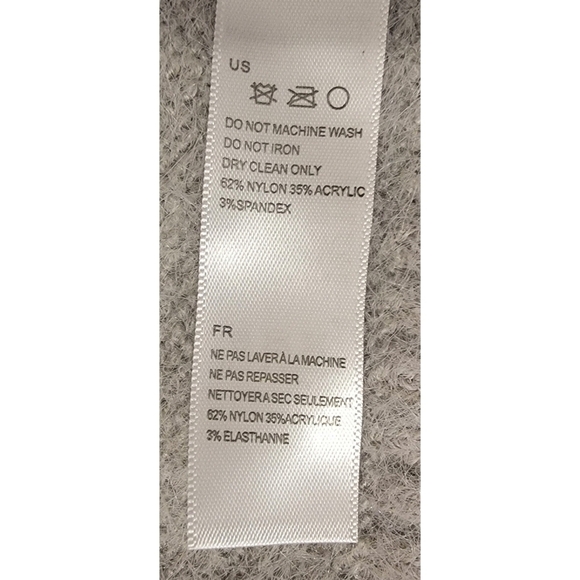 US
DO NOT MACHINE WASH
DO NOT IRON
DRY CLEAN ONLY
62% NYLON 35% ACRYLIC
3%SPANDEX
FR
NE PAS LAVER À LA MACHINE
NE PAS REPASSER
NETTOYER A SEC SEULEMENT
62% NYLON 35%ACRYLIQUE
3% ELASTHANNE